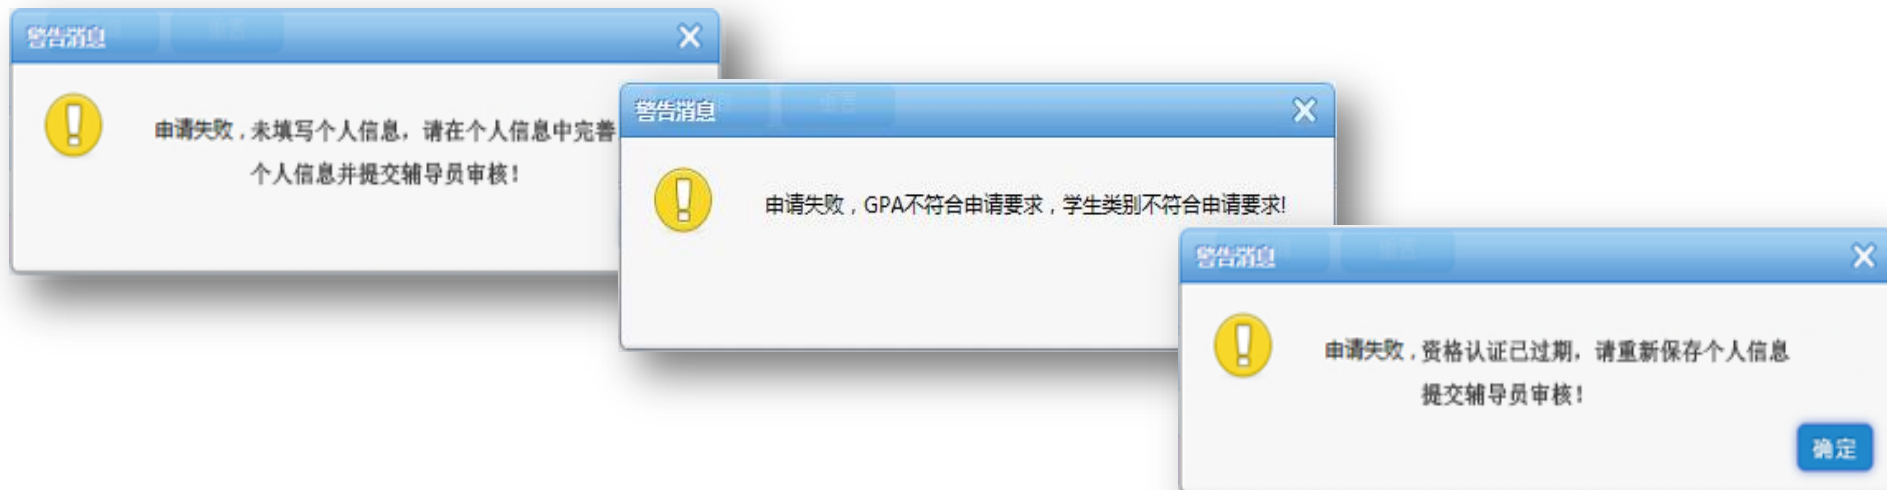 警告消息
申请失败，未填写个人信息，请在个人信息中完善
个人信息并提交辅导员审核！
警告消息
申请失败，GPA不符合申请要求，学生类别不符合申请要求!
警告消息
申请失败，资格认证已过期，请重新保存个人信息
提交辅导员审核！
确定